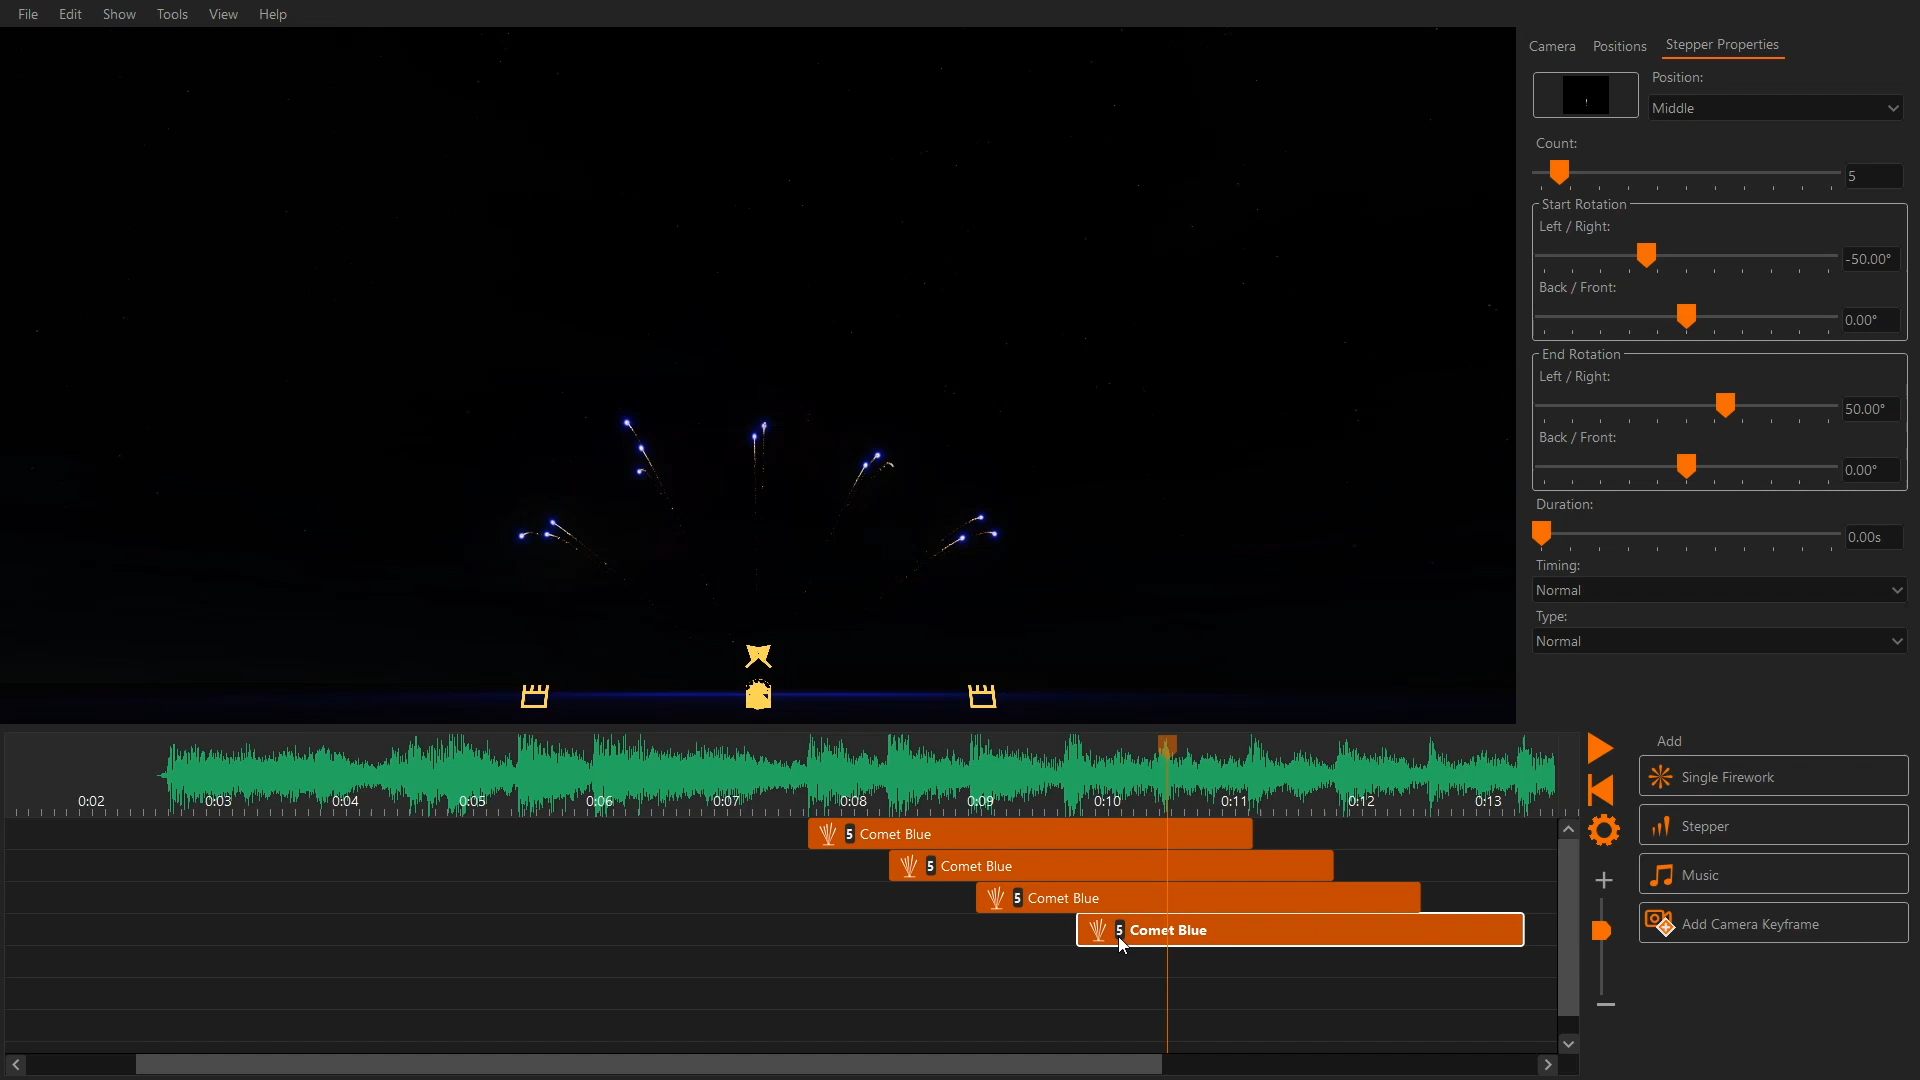 File Edit Show Tools View Help
Camera Positions Stepper Properties
Position:
Middle
Count:
5
Start Rotation
Left / Right:
-50.00°
Back / Front:
0.00°
End Rotation
Left / Right:
50.00°
Back / Front:
0.00°
Duration:
0.00s
Timing:
Normal
Type:
Normal
0:02 0:03 0:04 0:05 0:06 0:07 0:08 0:09 0:10 0:11 0:12 0:13
5 Comet Blue
5 Comet Blue
5 Comet Blue
5 Comet Blue
Add
Single Firework
Stepper
Music
Add Camera Keyframe